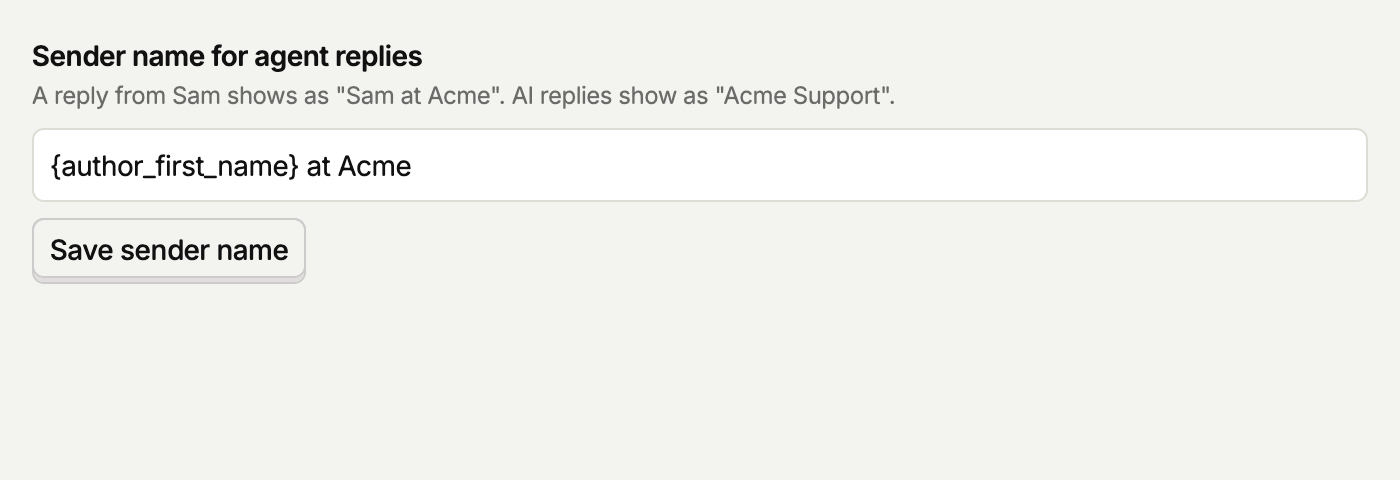 Sender name for agent replies
A reply from Sam shows as "Sam at Acme". AI replies show as "Acme Support".
{author_first_name} at Acme
Save sender name